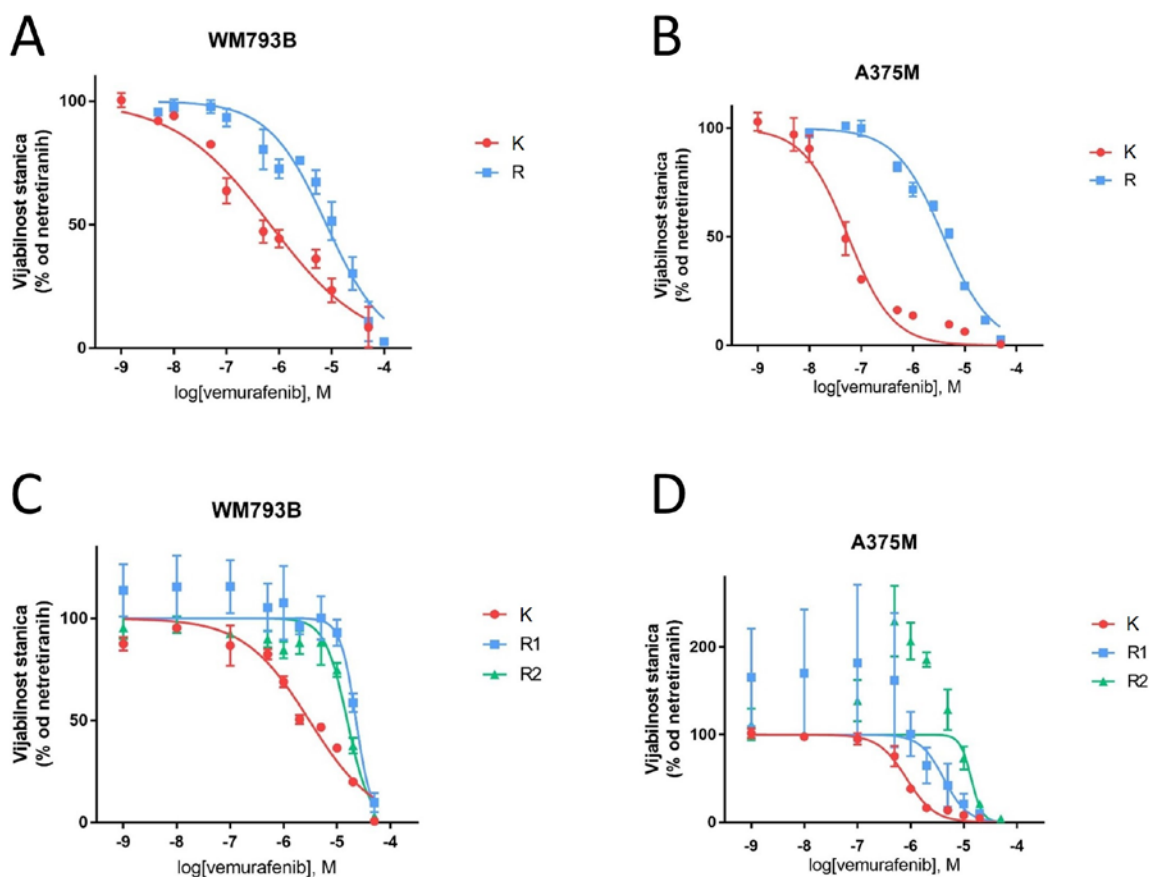 A
WM793B
Vijabilnost stanica
(% od netretiranih)
100
50
0
-9 -8 -7 -6 -5 -4
log[vemurafenib], M
K
R
B
A375M
Vijabilnost stanica
(% od netretiranih)
100
50
0
-9 -8 -7 -6 -5 -4
log[vemurafenib], M
K
R
C
WM793B
Vijabilnost stanica
(% od netretiranih)
100
50
0
-9 -8 -7 -6 -5 -4
log[vemurafenib], M
K
R1
R2
D
A375M
Vijabilnost stanica
(% od netretiranih)
200
100
0
-9 -8 -7 -6 -5 -4
log[vemurafenib], M
K
R1
R2